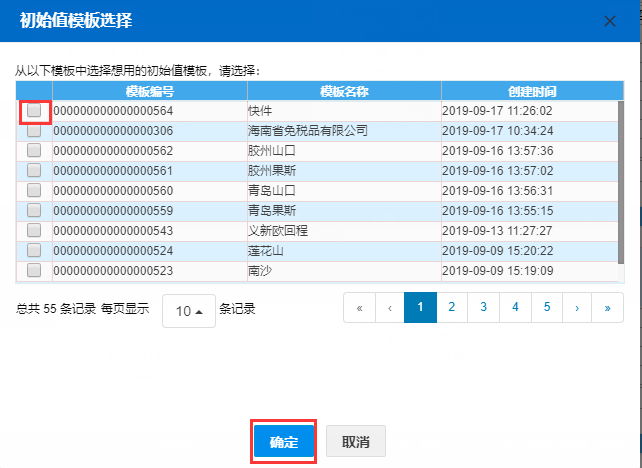 初始值模板选择
从以下模板中选择想用的初始值模板，请选择：
模板编号 模板名称 创建时间
000000000000000564 快件 2019-09-17 11:26:02
000000000000000306 海南省免税品有限公司 2019-09-17 10:34:24
000000000000000562 胶州山口 2019-09-16 13:57:36
000000000000000561 胶州果斯 2019-09-16 13:57:02
000000000000000560 青岛山口 2019-09-16 13:56:31
000000000000000559 青岛果斯 2019-09-16 13:55:15
000000000000000543 义新欧回程 2019-09-13 11:27:27
000000000000000524 莲花山 2019-09-09 15:20:22
000000000000000523 南沙 2019-09-09 15:19:09
总共 55 条记录 每页显示 10 条记录 « ‹ 1 2 3 4 5 › »
确定 取消